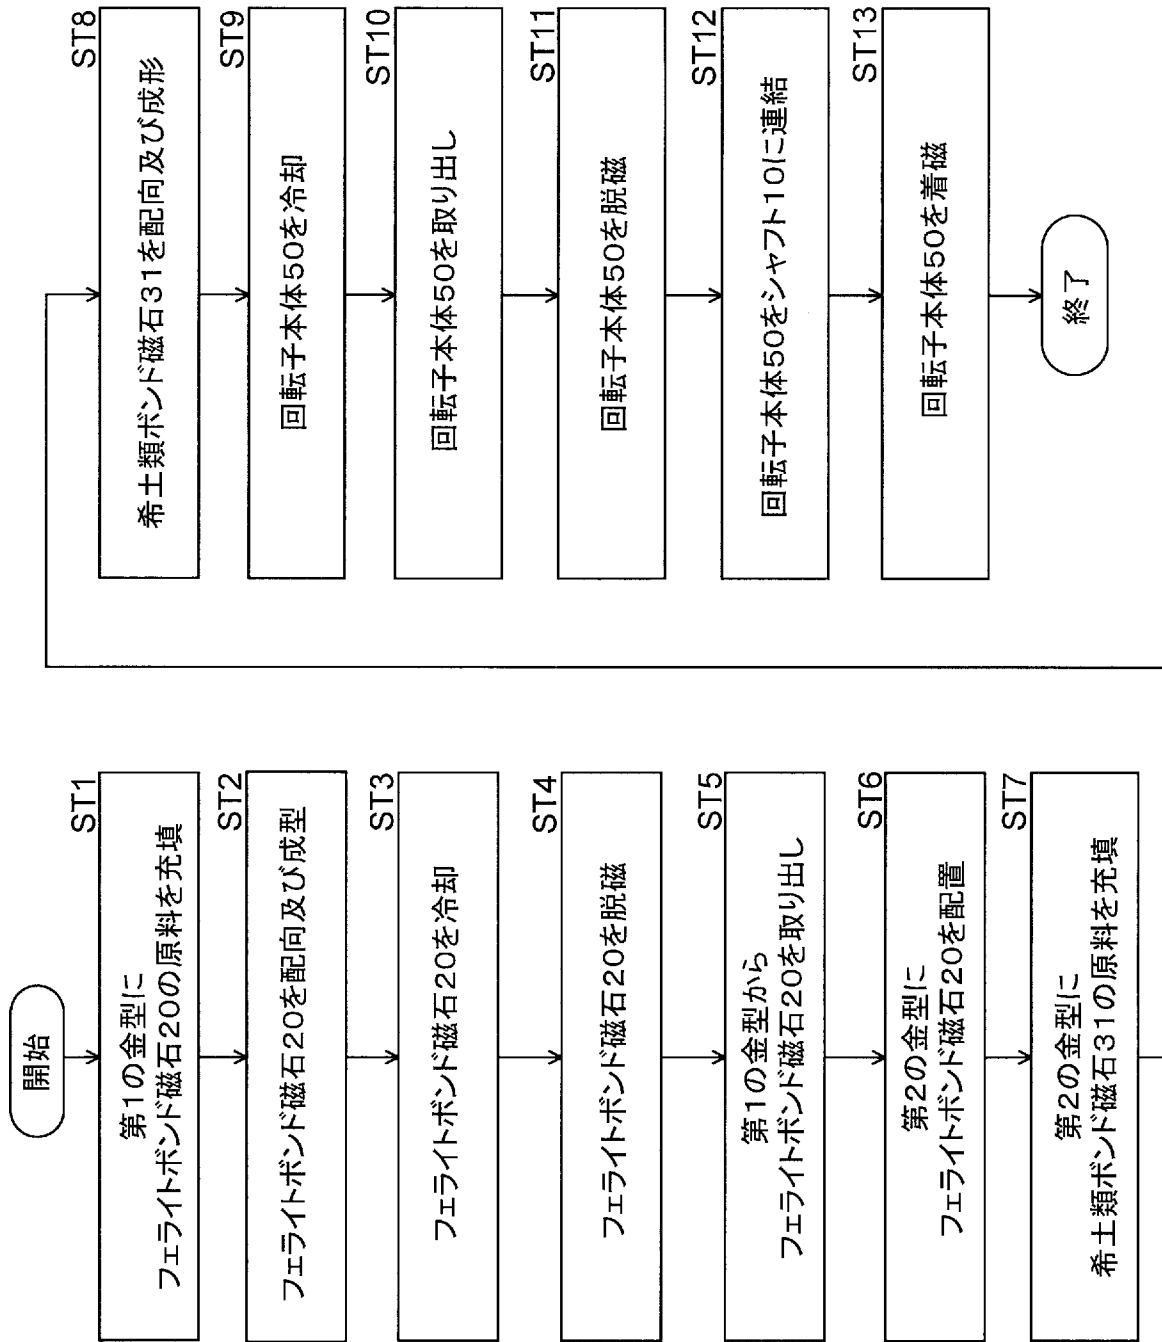 開始
ST1
第1の金型に
フェライトボンド磁石20の原料を充填
ST2
フェライトボンド磁石20を配向及び成型
ST3
フェライトボンド磁石20を冷却
ST4
フェライトボンド磁石20を脱磁
ST5
第1の金型から
フェライトボンド磁石20を取り出し
ST6
第2の金型に
フェライトボンド磁石20を配置
ST7
第2の金型に
希土類ボンド磁石31の原料を充填
ST8
希土類ボンド磁石31を配向及び成形
ST9
回転子本体50を冷却
ST10
回転子本体50を取り出し
ST11
回転子本体50を脱磁
ST12
回転子本体50をシャフト10に連結
ST13
回転子本体50を着磁
終了